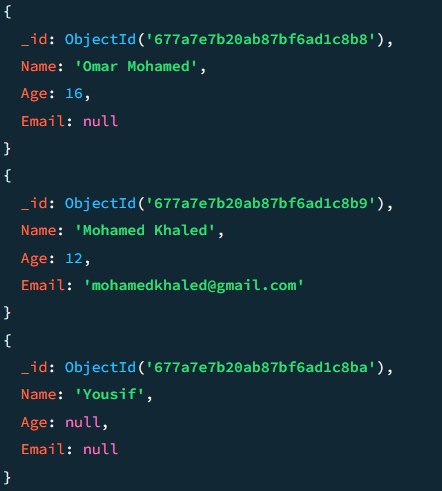 {
  _id: ObjectId('677a7e7b20ab87bf6ad1c8b8'),
  Name: 'Omar Mohamed',
  Age: 16,
  Email: null
}
{
  _id: ObjectId('677a7e7b20ab87bf6ad1c8b9'),
  Name: 'Mohamed Khaled',
  Age: 12,
  Email: 'mohamedkhaled@gmail.com'
}
{
  _id: ObjectId('677a7e7b20ab87bf6ad1c8ba'),
  Name: 'Yousif',
  Age: null,
  Email: null
}